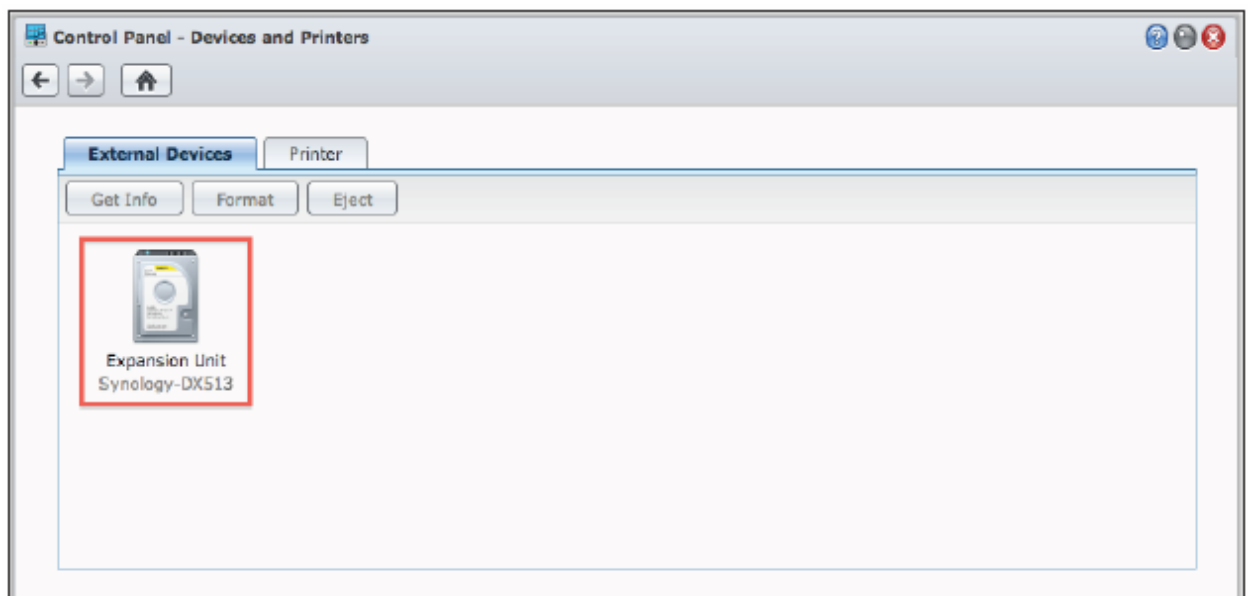 Control Panel - Devices and Printers
External Devices Printer
Get Info Format Eject
Expansion Unit
Synology-DX513